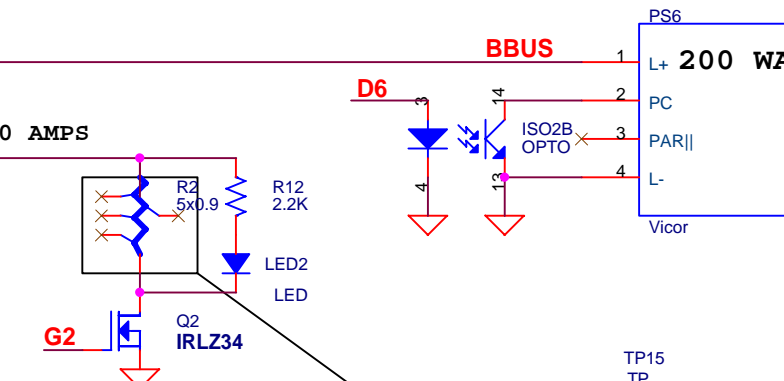 PS6
BBUS
1
L+
200 WA
D6
3
14
2
PC
0 AMPS
ISO2B
OPTO
3
PAR||
4
13
4
L-
R2
5x0.9
R12
2.2K
Vicor
LED2
LED
Q2
IRLZ34
G2
TP15
TP